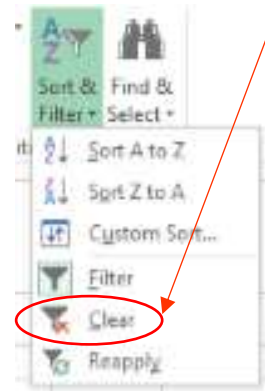 Sort & Find &
Filter Select
Sort A to Z
Sort Z to A
Custom Sort...
Filter
Clear
Reapply